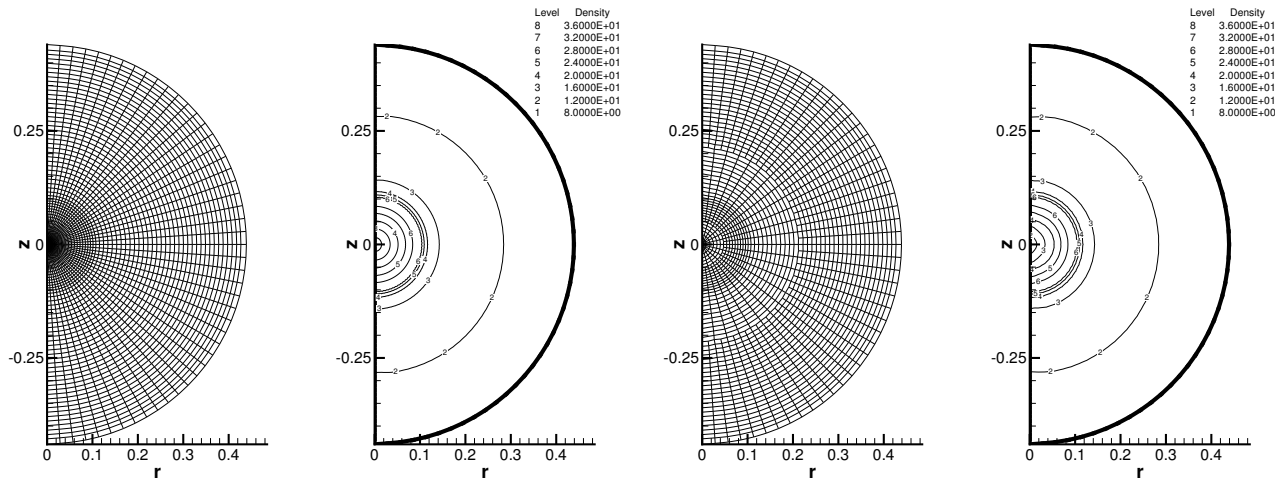 0.25
z 0
-0.25
0 0.1 0.2 0.3 0.4
r
Level Density
8 3.6000E+01
7 3.2000E+01
6 2.8000E+01
5 2.4000E+01
4 2.0000E+01
3 1.6000E+01
2 1.2000E+01
1 8.0000E+00
0.25
z 0
-0.25
0 0.1 0.2 0.3 0.4
r
0.25
z 0
-0.25
0 0.1 0.2 0.3 0.4
r
Level Density
8 3.6000E+01
7 3.2000E+01
6 2.8000E+01
5 2.4000E+01
4 2.0000E+01
3 1.6000E+01
2 1.2000E+01
1 8.0000E+00
0.25
z 0
-0.25
0 0.1 0.2 0.3 0.4
r